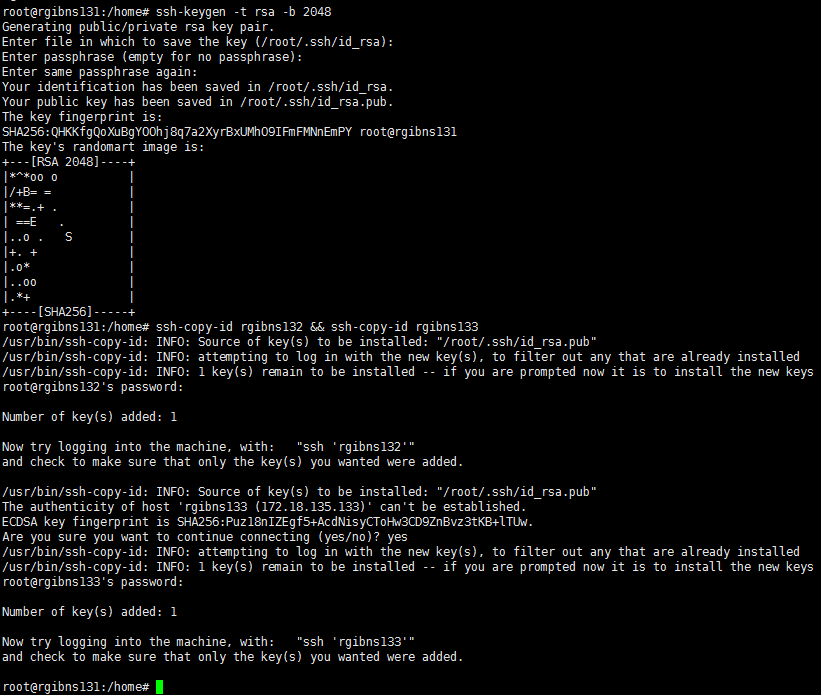 root@rgibns131:/home# ssh-keygen -t rsa -b 2048
Generating public/private rsa key pair.
Enter file in which to save the key (/root/.ssh/id_rsa):
Enter passphrase (empty for no passphrase):
Enter same passphrase again:
Your identification has been saved in /root/.ssh/id_rsa.
Your public key has been saved in /root/.ssh/id_rsa.pub.
The key fingerprint is:
SHA256:QHKKfgQoXuBgYOOhj8q7a2XyrBxUMhO9IFmFMNnEmPY root@rgibns131
The key's randomart image is:
+---[RSA 2048]----+
|*^*oo o          |
|/+B= =           |
|**=.+ .          |
| ==E   .         |
|..o .   S        |
|+. +             |
|.o*              |
|..oo             |
|.*+              |
+----[SHA256]-----+
root@rgibns131:/home# ssh-copy-id rgibns132 && ssh-copy-id rgibns133
/usr/bin/ssh-copy-id: INFO: Source of key(s) to be installed: "/root/.ssh/id_rsa.pub"
/usr/bin/ssh-copy-id: INFO: attempting to log in with the new key(s), to filter out any that are already installed
/usr/bin/ssh-copy-id: INFO: 1 key(s) remain to be installed -- if you are prompted now it is to install the new keys
root@rgibns132's password:

Number of key(s) added: 1

Now try logging into the machine, with:   "ssh 'rgibns132'"
and check to make sure that only the key(s) you wanted were added.

/usr/bin/ssh-copy-id: INFO: Source of key(s) to be installed: "/root/.ssh/id_rsa.pub"
The authenticity of host 'rgibns133 (172.18.135.133)' can't be established.
ECDSA key fingerprint is SHA256:Puzl8nIZEgf5+AcdNisyCToHw3CD9ZnBvz3tKB+lTUw.
Are you sure you want to continue connecting (yes/no)? yes
/usr/bin/ssh-copy-id: INFO: attempting to log in with the new key(s), to filter out any that are already installed
/usr/bin/ssh-copy-id: INFO: 1 key(s) remain to be installed -- if you are prompted now it is to install the new keys
root@rgibns133's password:

Number of key(s) added: 1

Now try logging into the machine, with:   "ssh 'rgibns133'"
and check to make sure that only the key(s) you wanted were added.

root@rgibns131:/home#